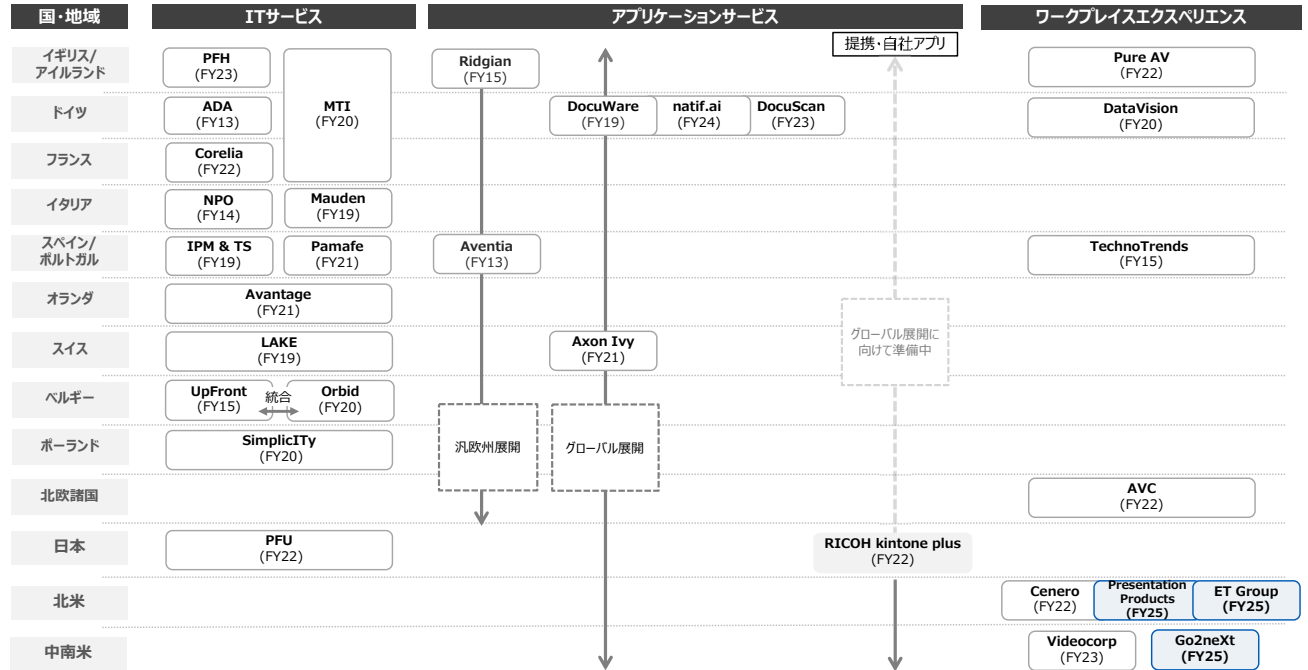 国・地域
ITサービス
アプリケーションサービス
ワークプレイスエクスペリエンス
イギリス/
アイルランド
PFH
(FY23)
MTI
(FY20)
Ridgian
(FY15)
提携・自社アプリ
Pure AV
(FY22)
ドイツ
ADA
(FY13)
DocuWare
(FY19)
natif.ai
(FY24)
DocuScan
(FY23)
DataVision
(FY20)
フランス
Corelia
(FY22)
イタリア
NPO
(FY14)
Mauden
(FY19)
スペイン/
ポルトガル
IPM & TS
(FY19)
Pamafe
(FY21)
Aventia
(FY13)
TechnoTrends
(FY15)
オランダ
Avantage
(FY21)
スイス
LAKE
(FY19)
Axon Ivy
(FY21)
グローバル展開に
向けて準備中
ベルギー
UpFront
(FY15)
統合
Orbid
(FY20)
ポーランド
SimplicITy
(FY20)
汎欧州展開
グローバル展開
北欧諸国
AVC
(FY22)
日本
PFU
(FY22)
RICOH kintone plus
(FY22)
北米
Cenero
(FY22)
Presentation
Products
(FY25)
ET Group
(FY25)
中南米
Videocorp
(FY23)
Go2neXt
(FY25)